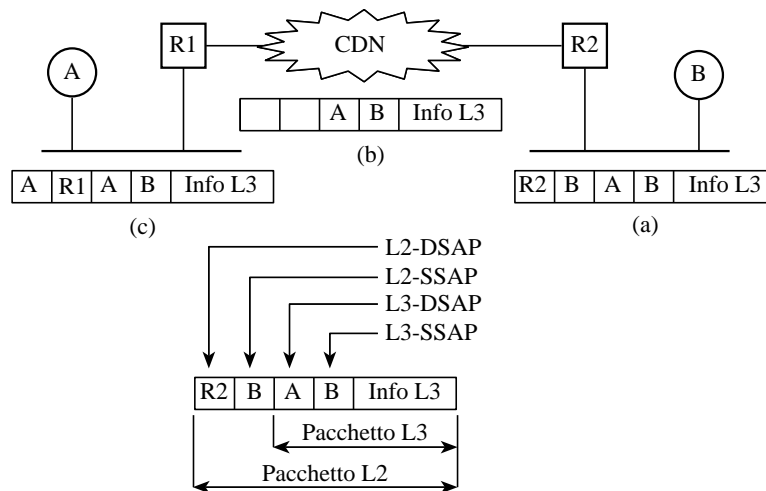 R1 CDN R2
A B
A B Info L3
(b)
A R1 A B Info L3
R2 B A B Info L3
(c) (a)
L2-DSAP
L2-SSAP
L3-DSAP
L3-SSAP
R2 B A B Info L3
Pacchetto L3
Pacchetto L2